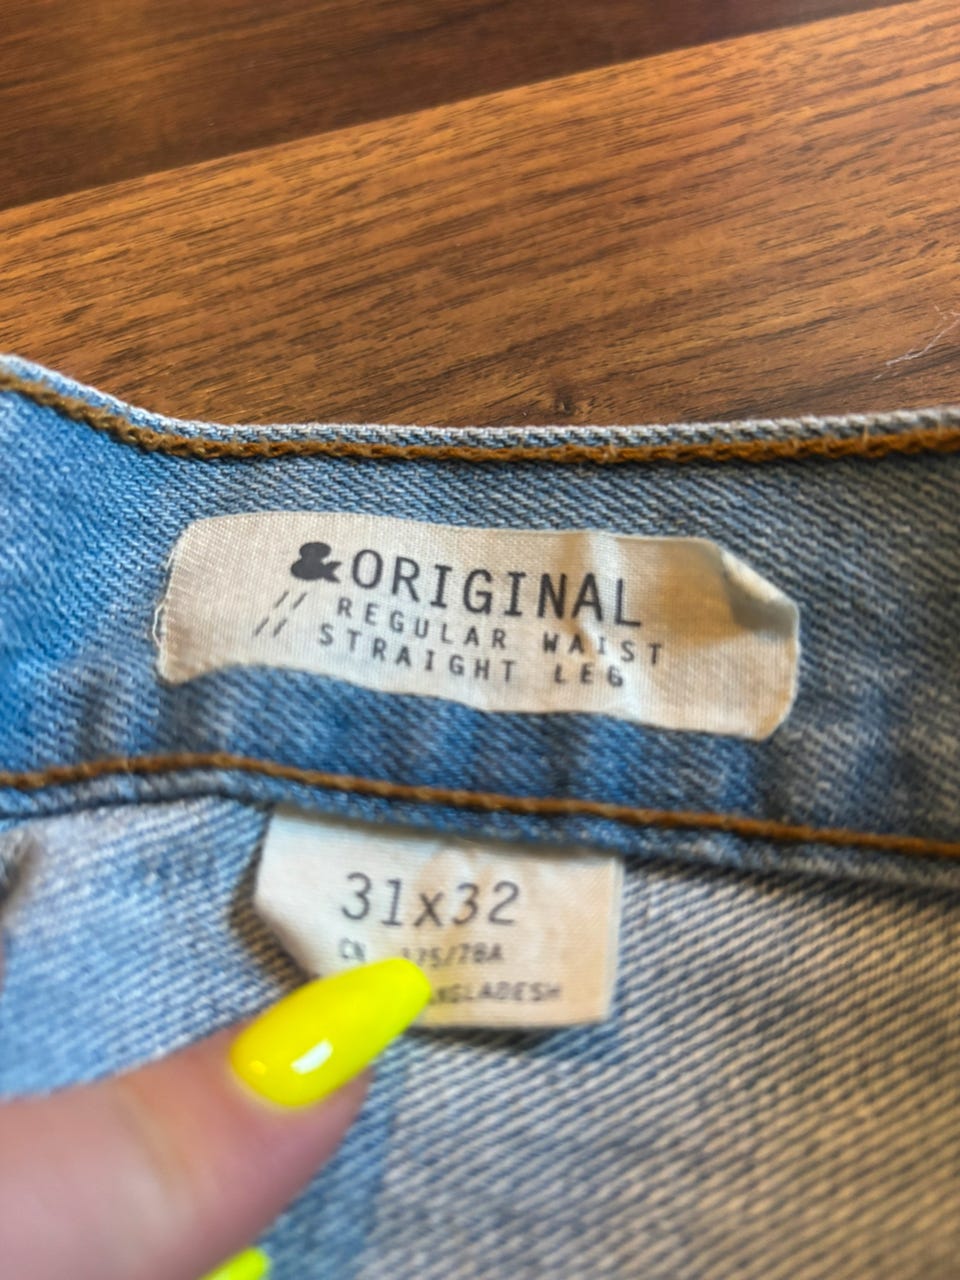 &ORIGINAL
// REGULAR WAIST
// STRAIGHT LEG
31x32
CN 175/78A